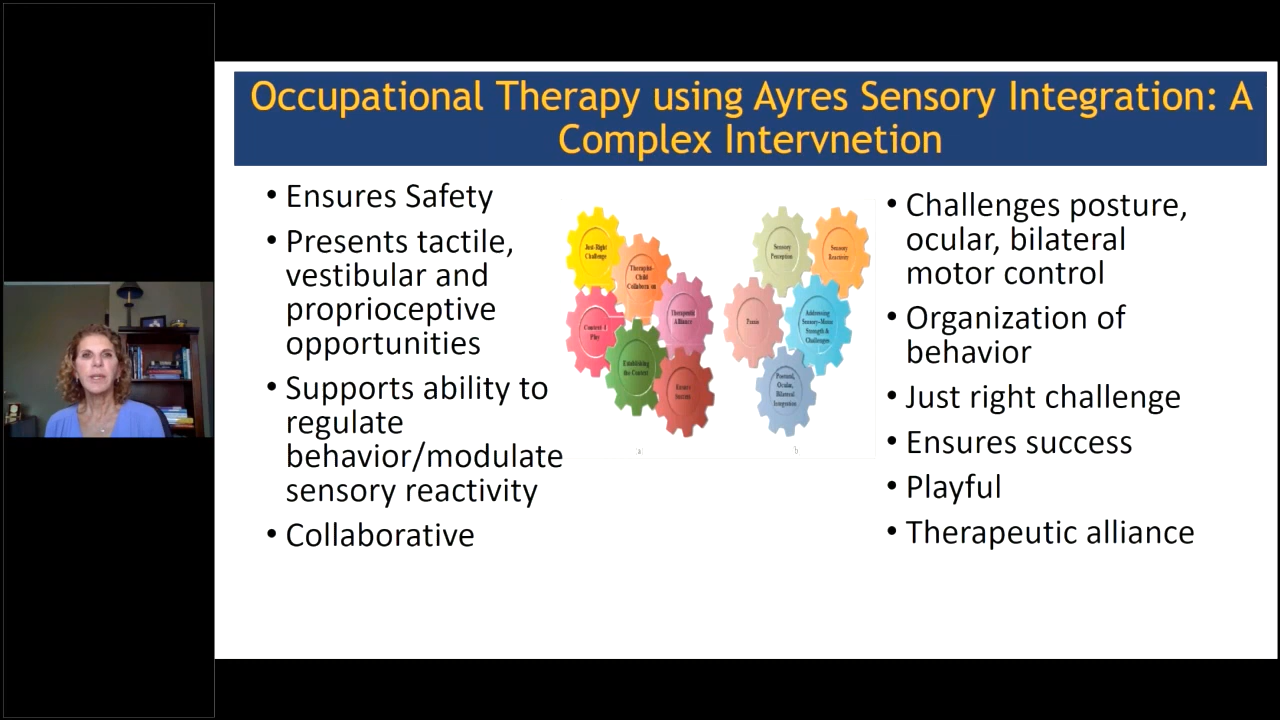 Occupational Therapy using Ayres Sensory Integration: A
Complex Intervnetion
• Ensures Safety
• Presents tactile,
vestibular and
proprioceptive
opportunities
• Supports ability to
regulate
behavior/modulate
sensory reactivity
• Collaborative
Just-Right
Challenge
Therapist-
Child
Therapeutic
Alliance
Play
Establishing
the Context
Ensure
Success
a
Sensory
Perception
Sensory
Reactivity
Praxis
Addressing
Sensory-Motor
Strength &
Challenges
Postural,
Ocular,
Bilateral
Integration
b
• Challenges posture,
ocular, bilateral
motor control
• Organization of
behavior
• Just right challenge
• Ensures success
• Playful
• Therapeutic alliance